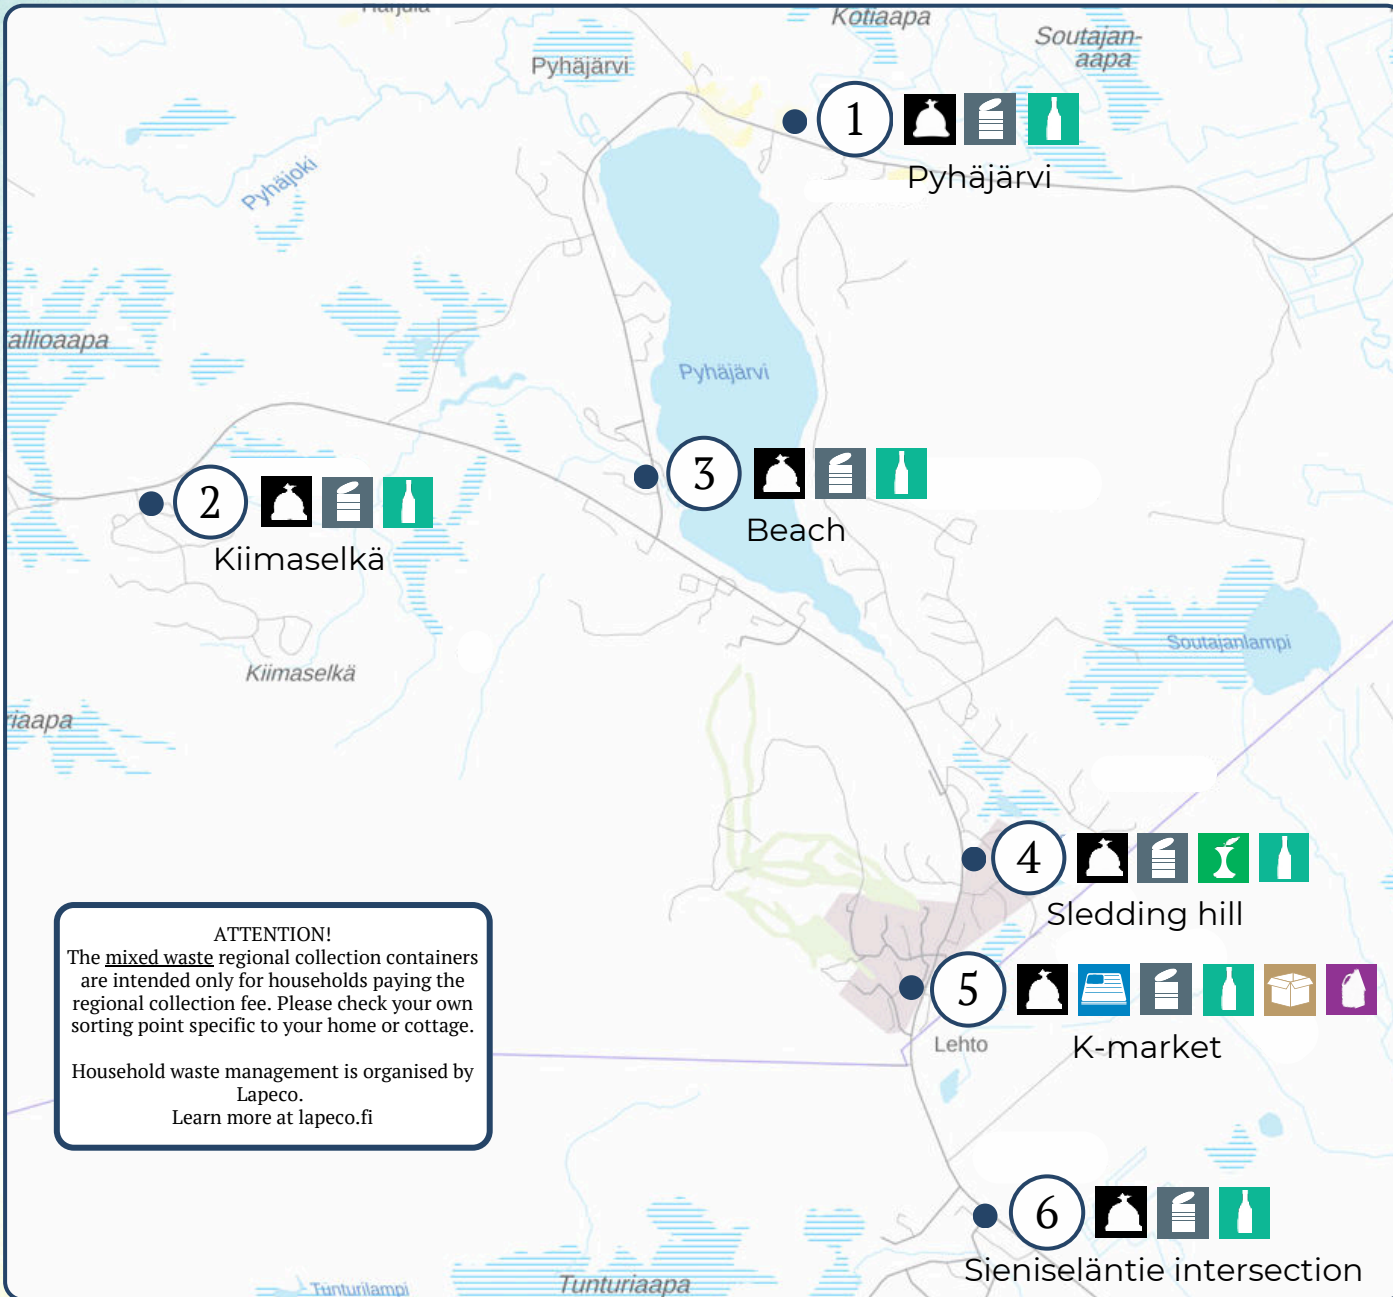 Harjula
Kotiaapa
Soutajan-
aapa
Pyhäjärvi
1
Pyhäjärvi
Pyhäjoki
allioaapa
Pyhäjärvi
3
Beach
2
Kiimaselkä
Soutajanlampi
Kiimaselkä
riaapa
4
Sledding hill
ATTENTION!
The mixed waste regional collection containers
are intended only for households paying the
regional collection fee. Please check your own
sorting point specific to your home or cottage.
Household waste management is organised by
Lapeco.
Learn more at lapeco.fi
5
Lehto
K-market
6
Sieniseläntie intersection
Tunturilampi
Tunturiaapa